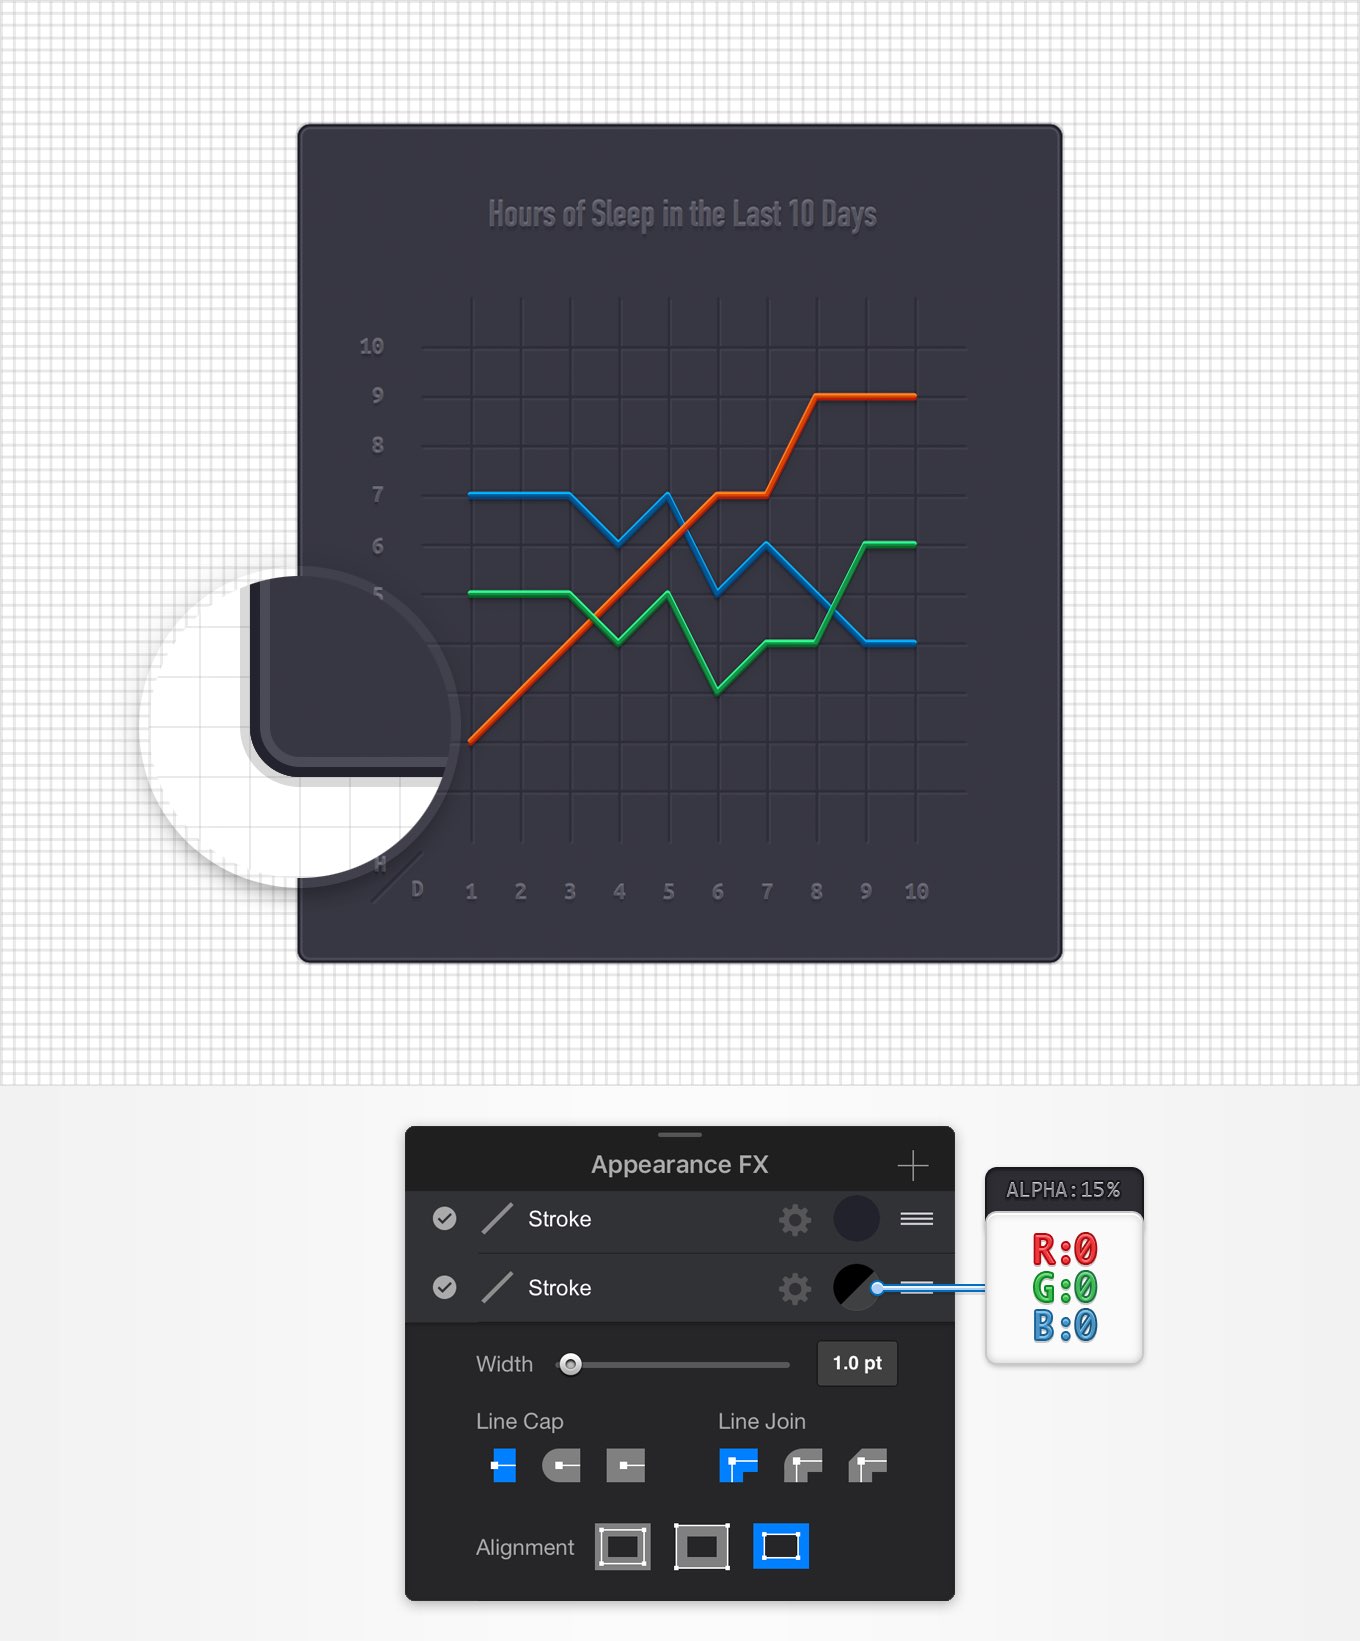 Hours of Sleep in the Last 10 Days
10
9
8
7
6
5
H
D 1 2 3 4 5 6 7 8 9 10
Appearance FX
Stroke
Stroke
Width 1.0 pt
Line Cap Line Join
Alignment
ALPHA:15%
R:0
G:0
B:0